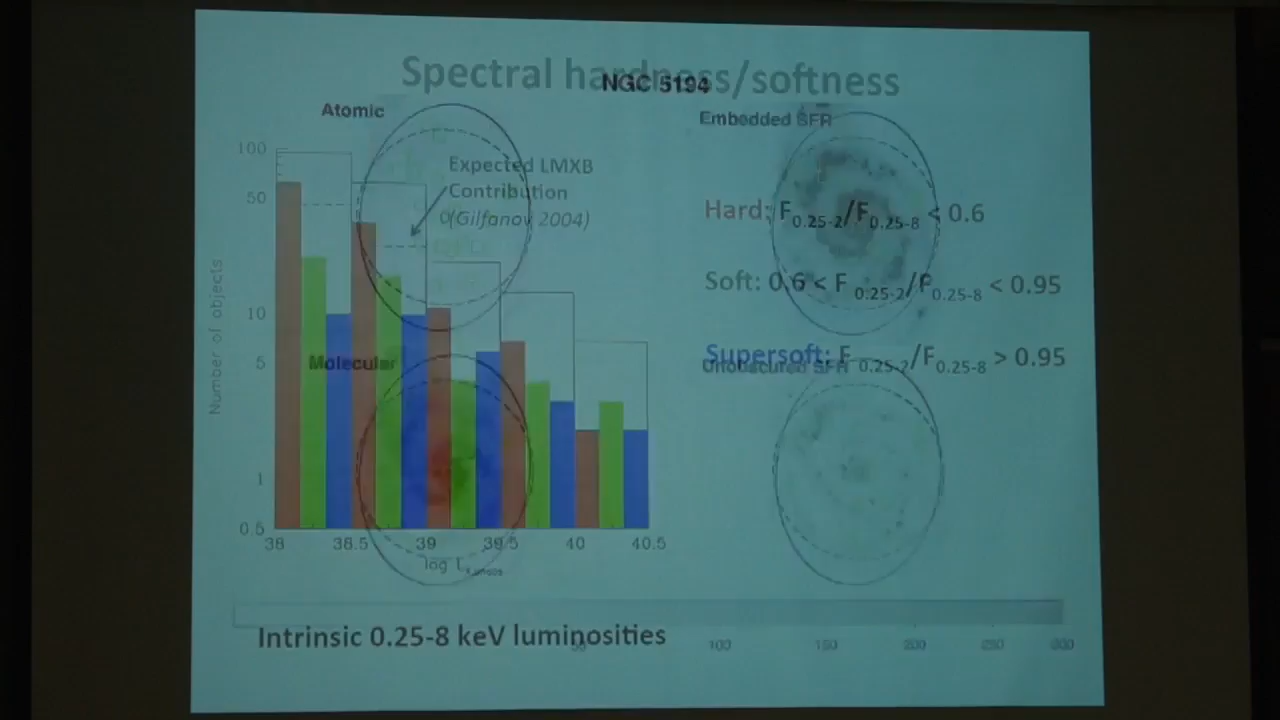 Spectral hardness/softness
NGC 5194
Atomic
Embedded SFR
100
50
10
5
1
0.5
Number of objects
Expected LMXB
Contribution
(Gilfanov 2004)
Hard: F0.25-2/F0.25-8 < 0.6
Soft: 0.6 < F 0.25-2/F0.25-8 < 0.95
Supersoft: F 0.25-2/F0.25-8 > 0.95
Molecular
Unobscured SFR
38 38.5 39 39.5 40 40.5
log L
Intrinsic 0.25-8 keV luminosities
50 100 150 200 250 300